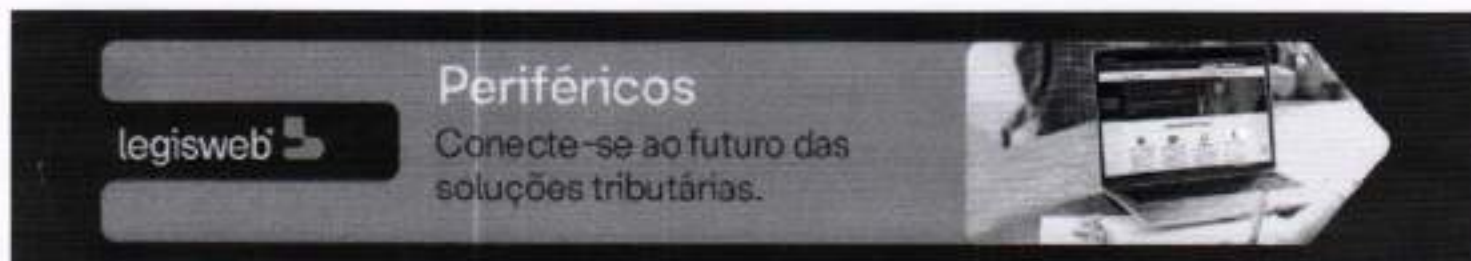 Periféricos
legisweb
Conecte-se ao futuro das
soluções tributárias.